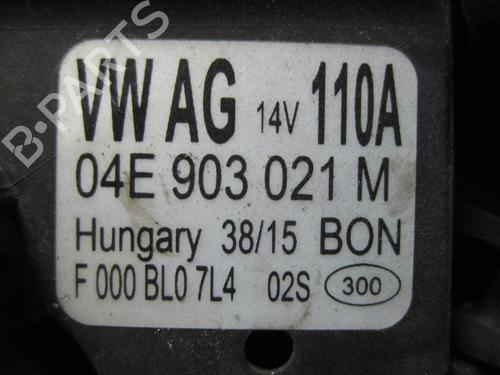 VW AG 14V 110A
04E 903 021 M
Hungary 38/15 BON
F 000 BL0 7L4 02S 300
B-PARTS